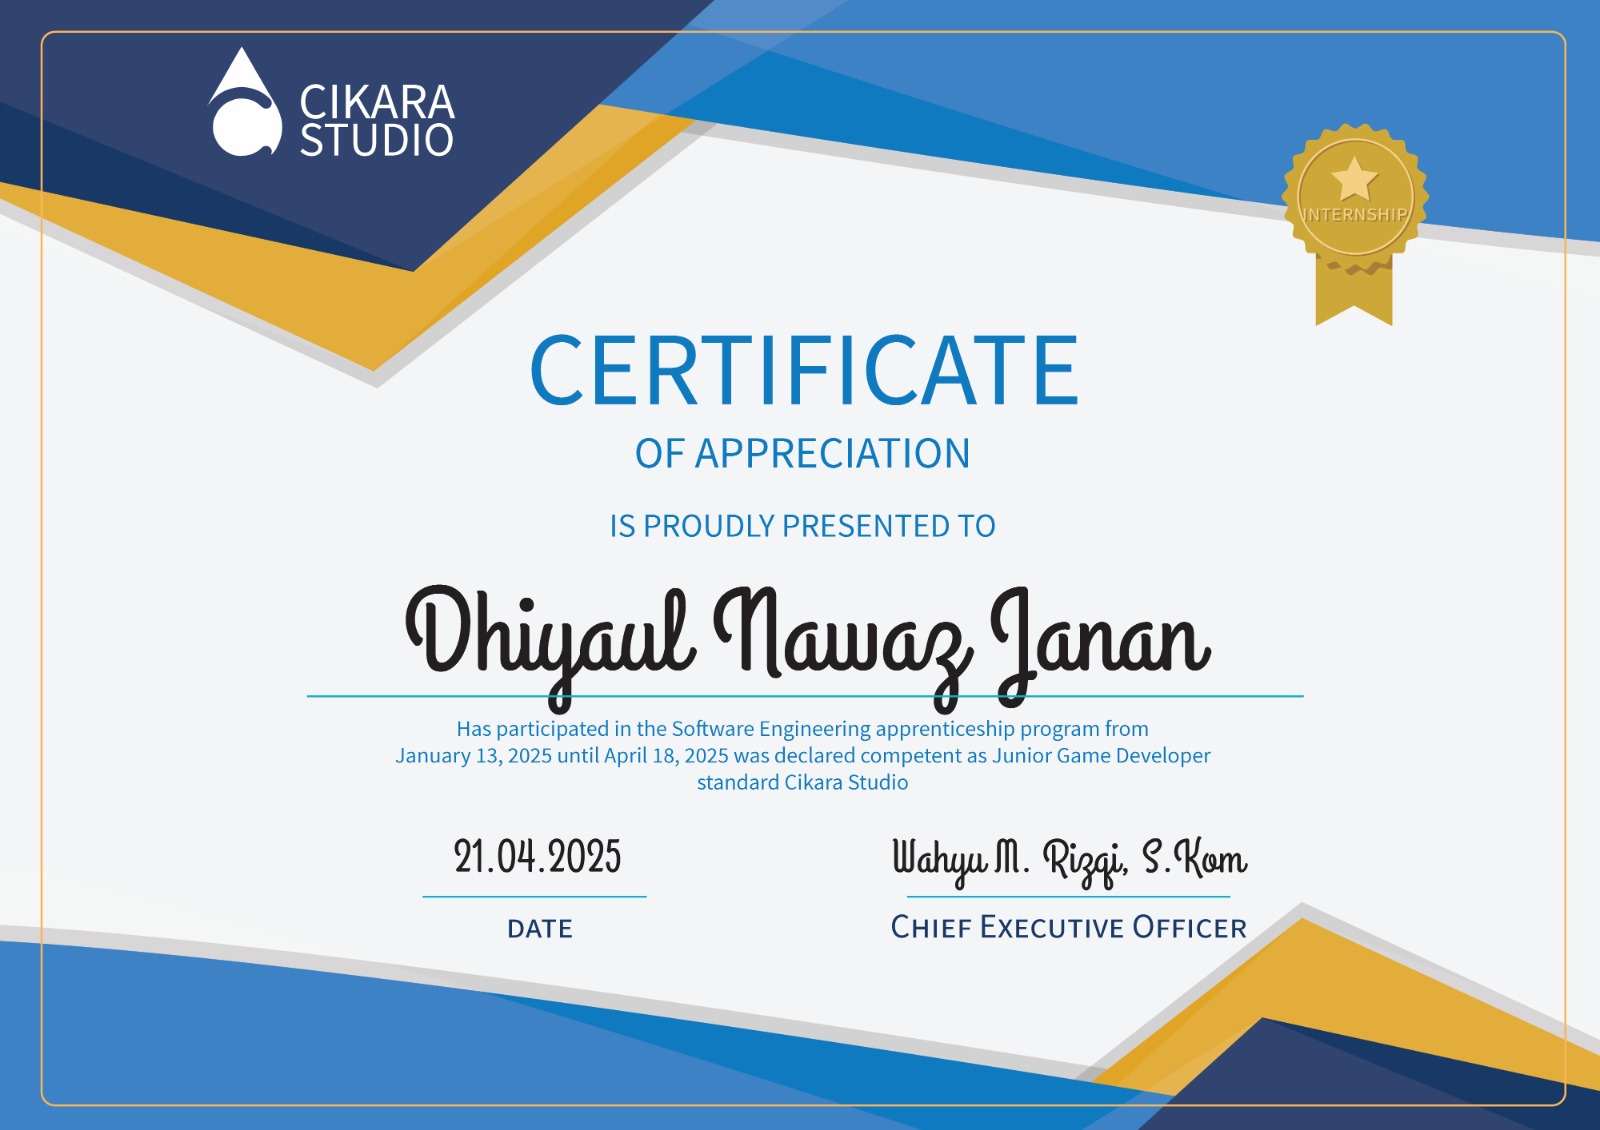 CIKARA
STUDIO
INTERNSHIP
CERTIFICATE
OF APPRECIATION
IS PROUDLY PRESENTED TO
Dhiyaul Nawaz Janan
Has participated in the Software Engineering apprenticeship program from
January 13, 2025 until April 18, 2025 was declared competent as Junior Game Developer
standard Cikara Studio
21.04.2025
DATE
Wahyu M. Rizqi, S.Kom
CHIEF EXECUTIVE OFFICER